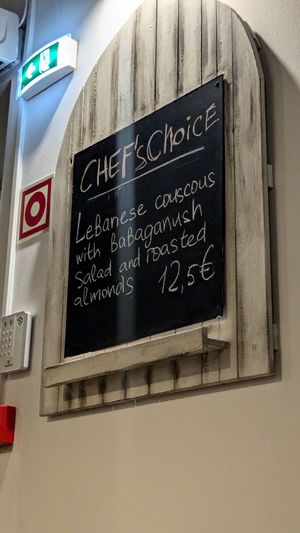 CHEF'S CHOICE
Lebanese couscous
with Babaganush
Salad and roasted
almonds 12,5€